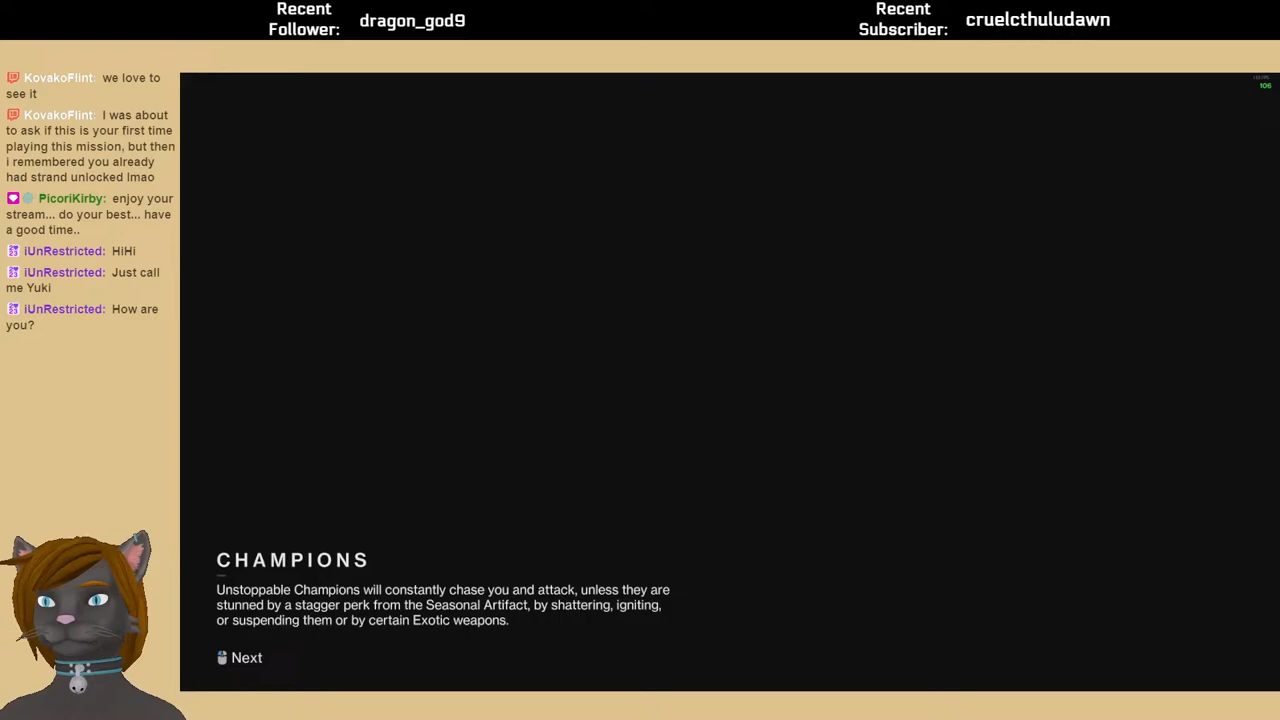 Recent
Follower:
dragon_god9
Recent
Subscriber:
cruelcthuludawn
KovakoFlint: we love to
see it
KovakoFlint: I was about
to ask if this is your first time
playing this mission, but then
i remembered you already
had strand unlocked lmao
PicoriKirby: enjoy your
stream... do your best... have
a good time..
iUnRestricted: HiHi
iUnRestricted: Just call
me Yuki
iUnRestricted: How are
you?
106
CHAMPIONS
Unstoppable Champions will constantly chase you and attack, unless they are
stunned by a stagger perk from the Seasonal Artifact, by shattering, igniting,
or suspending them or by certain Exotic weapons.
Next